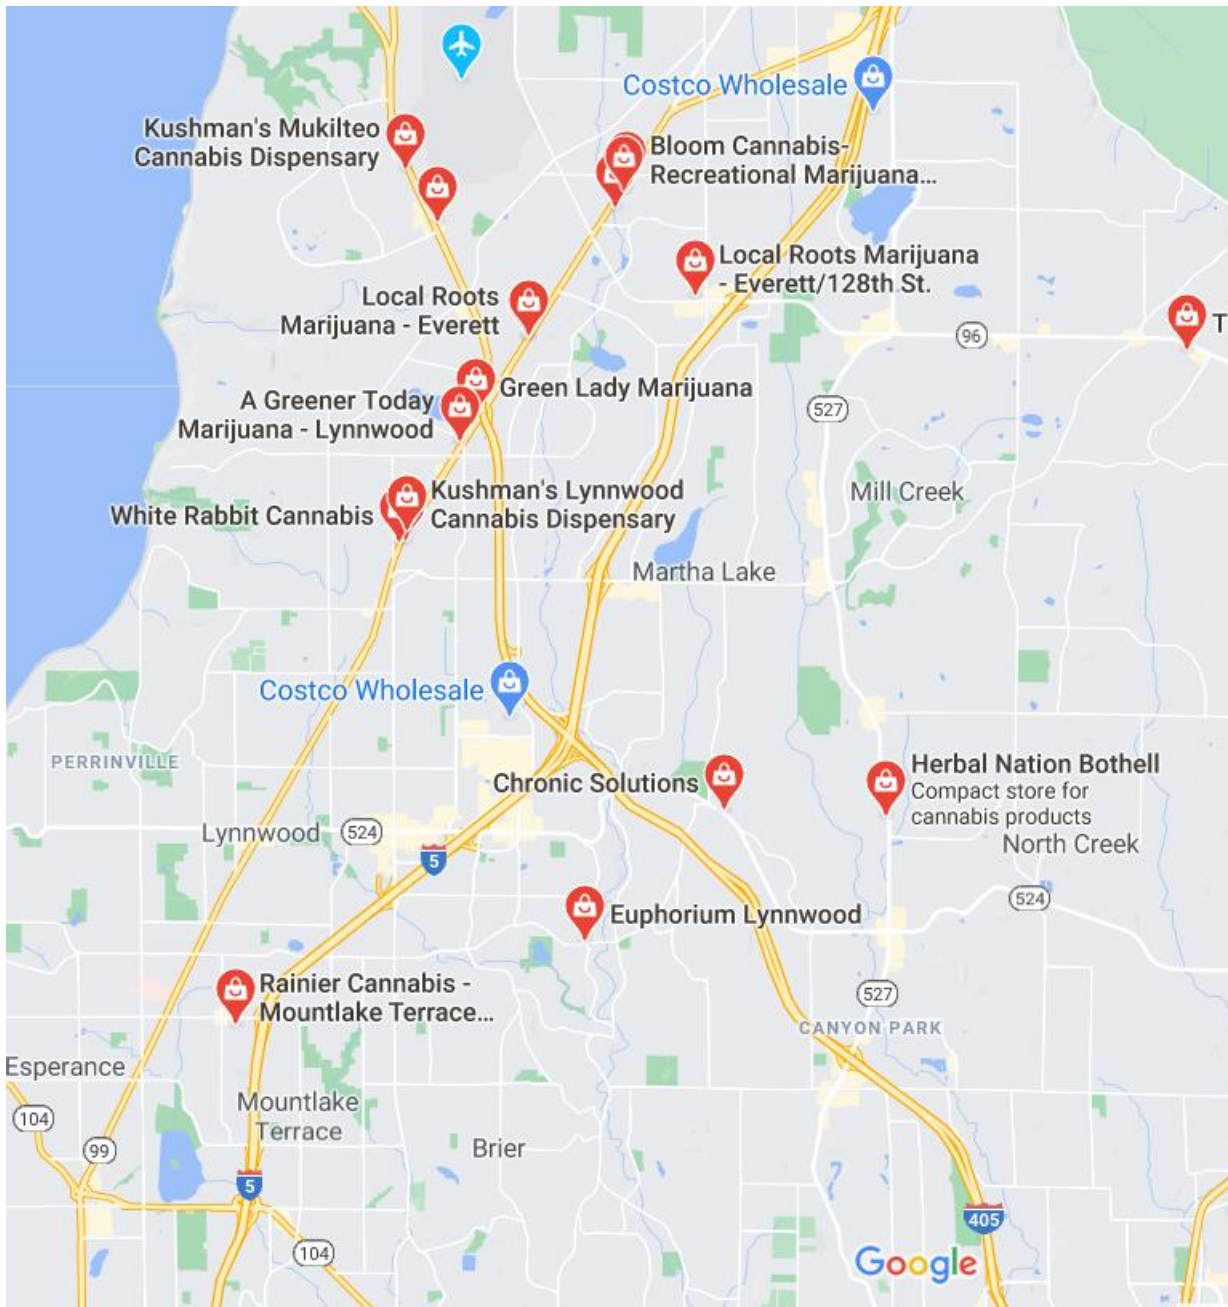 Costco Wholesale
Kushman's Mukilteo
Cannabis Dispensary
Bloom Cannabis-
Recreational Marijuana...
Local Roots Marijuana
- Everett/128th St.
Local Roots
Marijuana - Everett
T
96
Green Lady Marijuana
A Greener Today
Marijuana - Lynnwood
527
Kushman's Lynnwood
Cannabis Dispensary
White Rabbit Cannabis
Mill Creek
Martha Lake
Costco Wholesale
PERRINVILLE
Chronic Solutions
Herbal Nation Bothell
Compact store for
cannabis products
Lynnwood
524
North Creek
5
524
Euphorium Lynnwood
Rainier Cannabis -
Mountlake Terrace...
527
CANYON PARK
Esperance
104
Mountlake
Terrace
99
Brier
5
405
104
Google